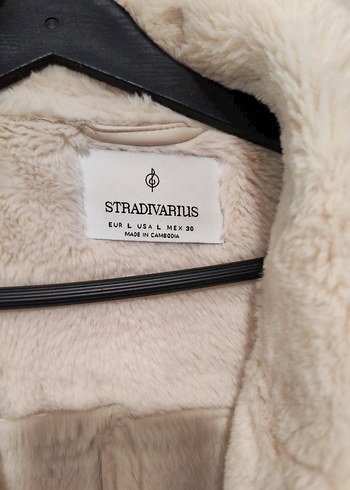 STRADIVARIUS
EUR L USA L MEX 30
MADE IN CAMBODIA